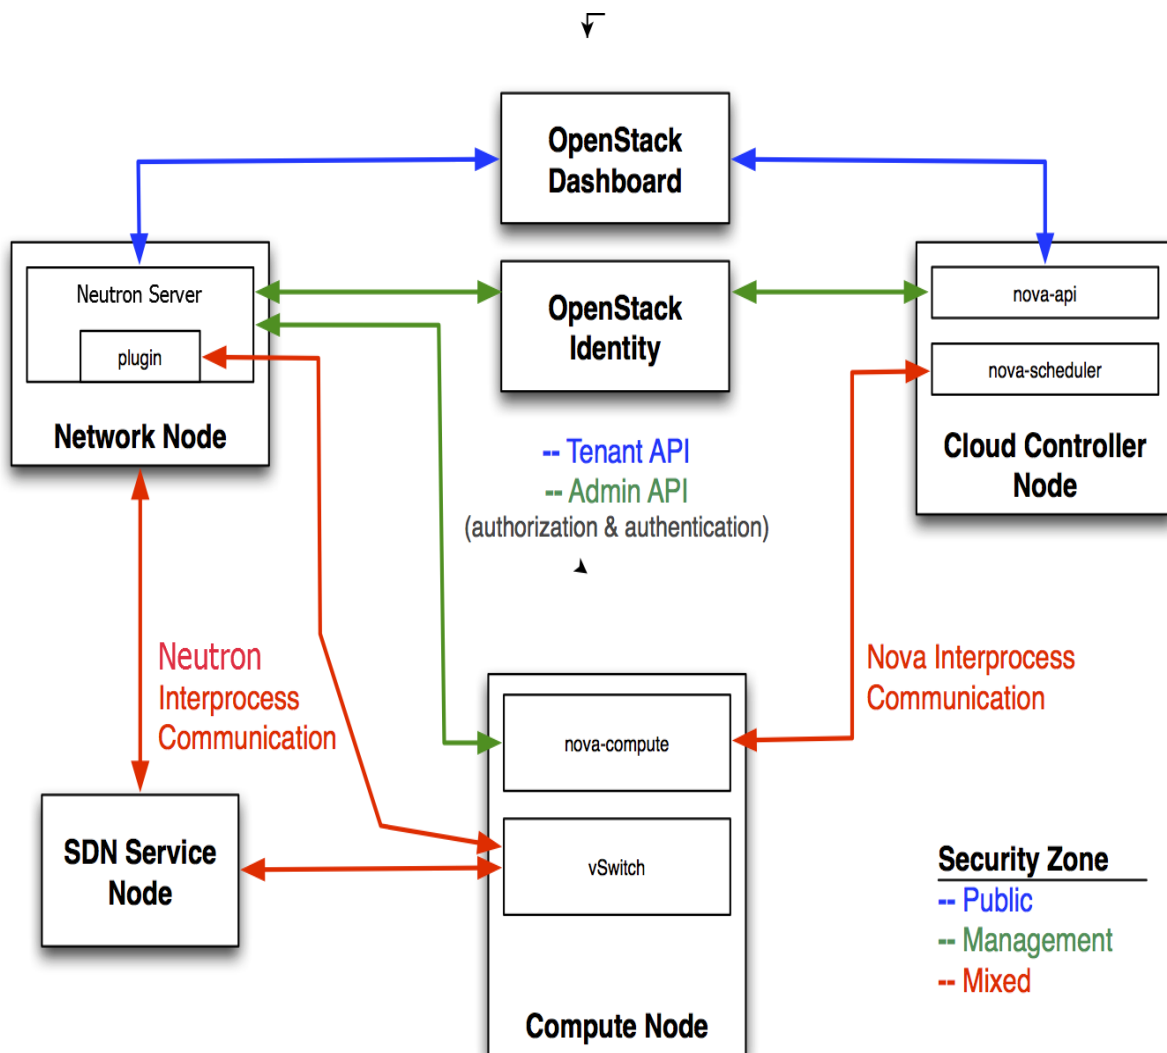 OpenStack
Dashboard
Neutron Server
plugin
Network Node
OpenStack
Identity
nova-api
nova-scheduler
Cloud Controller
Node
-- Tenant API
-- Admin API
(authorization & authentication)
Neutron
Interprocess
Communication
Nova Interprocess
Communication
nova-compute
vSwitch
Compute Node
SDN Service
Node
Security Zone
-- Public
-- Management
-- Mixed